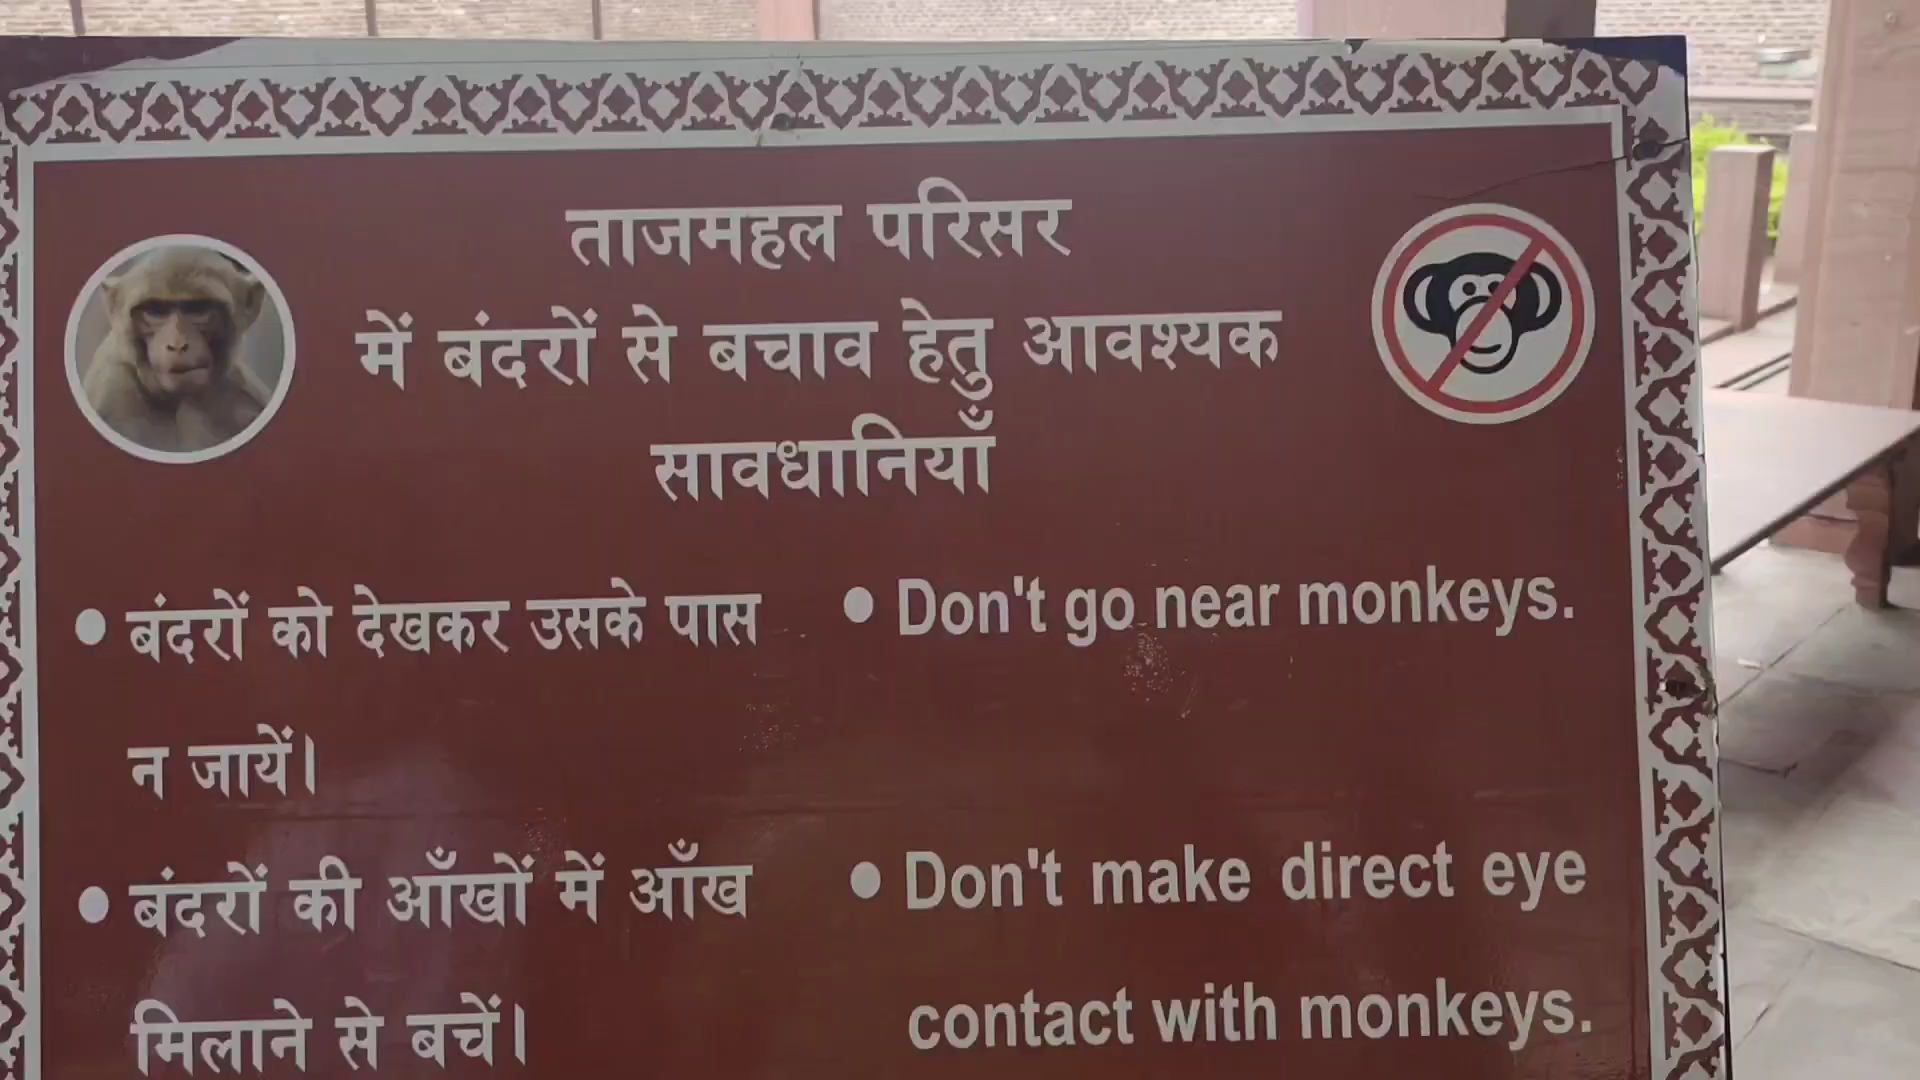 ताजमहल परिसर
में बंदरों से बचाव हेतु आवश्यक
सावधानियाँ
• बंदरों को देखकर उसके पास
न जायें।
• बंदरों की आँखों में आँख
मिलाने से बचें।
• Don't go near monkeys.
• Don't make direct eye
contact with monkeys.